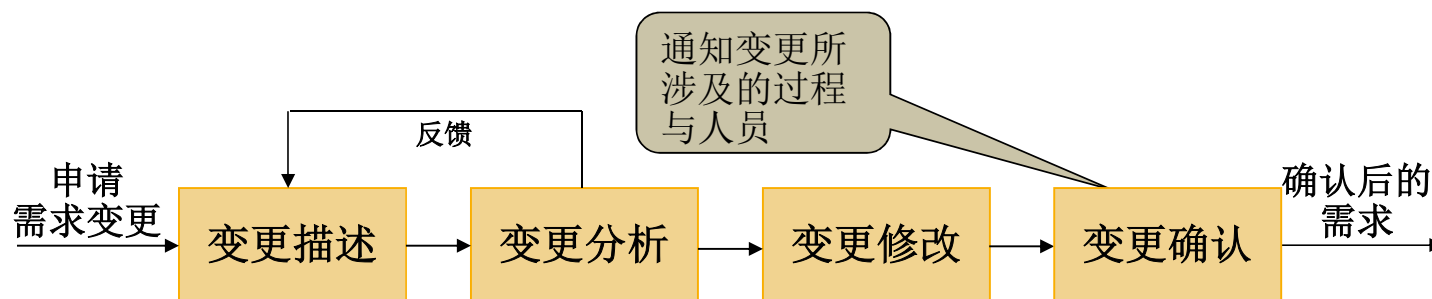 通知变更所
涉及的过程
与人员
反馈
申请
需求变更
变更描述
变更分析
变更修改
变更确认
确认后的
需求